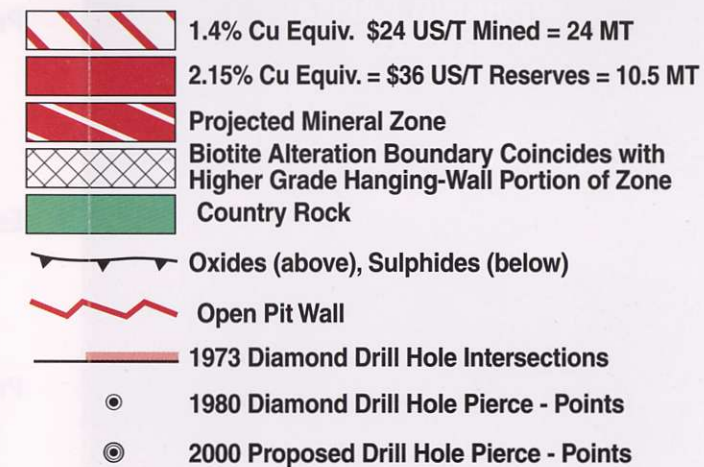 1.4% Cu Equiv. $24 US/T Mined = 24 MT
2.15% Cu Equiv. = $36 US/T Reserves = 10.5 MT
Projected Mineral Zone
Biotite Alteration Boundary Coincides with
Higher Grade Hanging-Wall Portion of Zone
Country Rock
Oxides (above), Sulphides (below)
Open Pit Wall
1973 Diamond Drill Hole Intersections
1980 Diamond Drill Hole Pierce - Points
2000 Proposed Drill Hole Pierce - Points